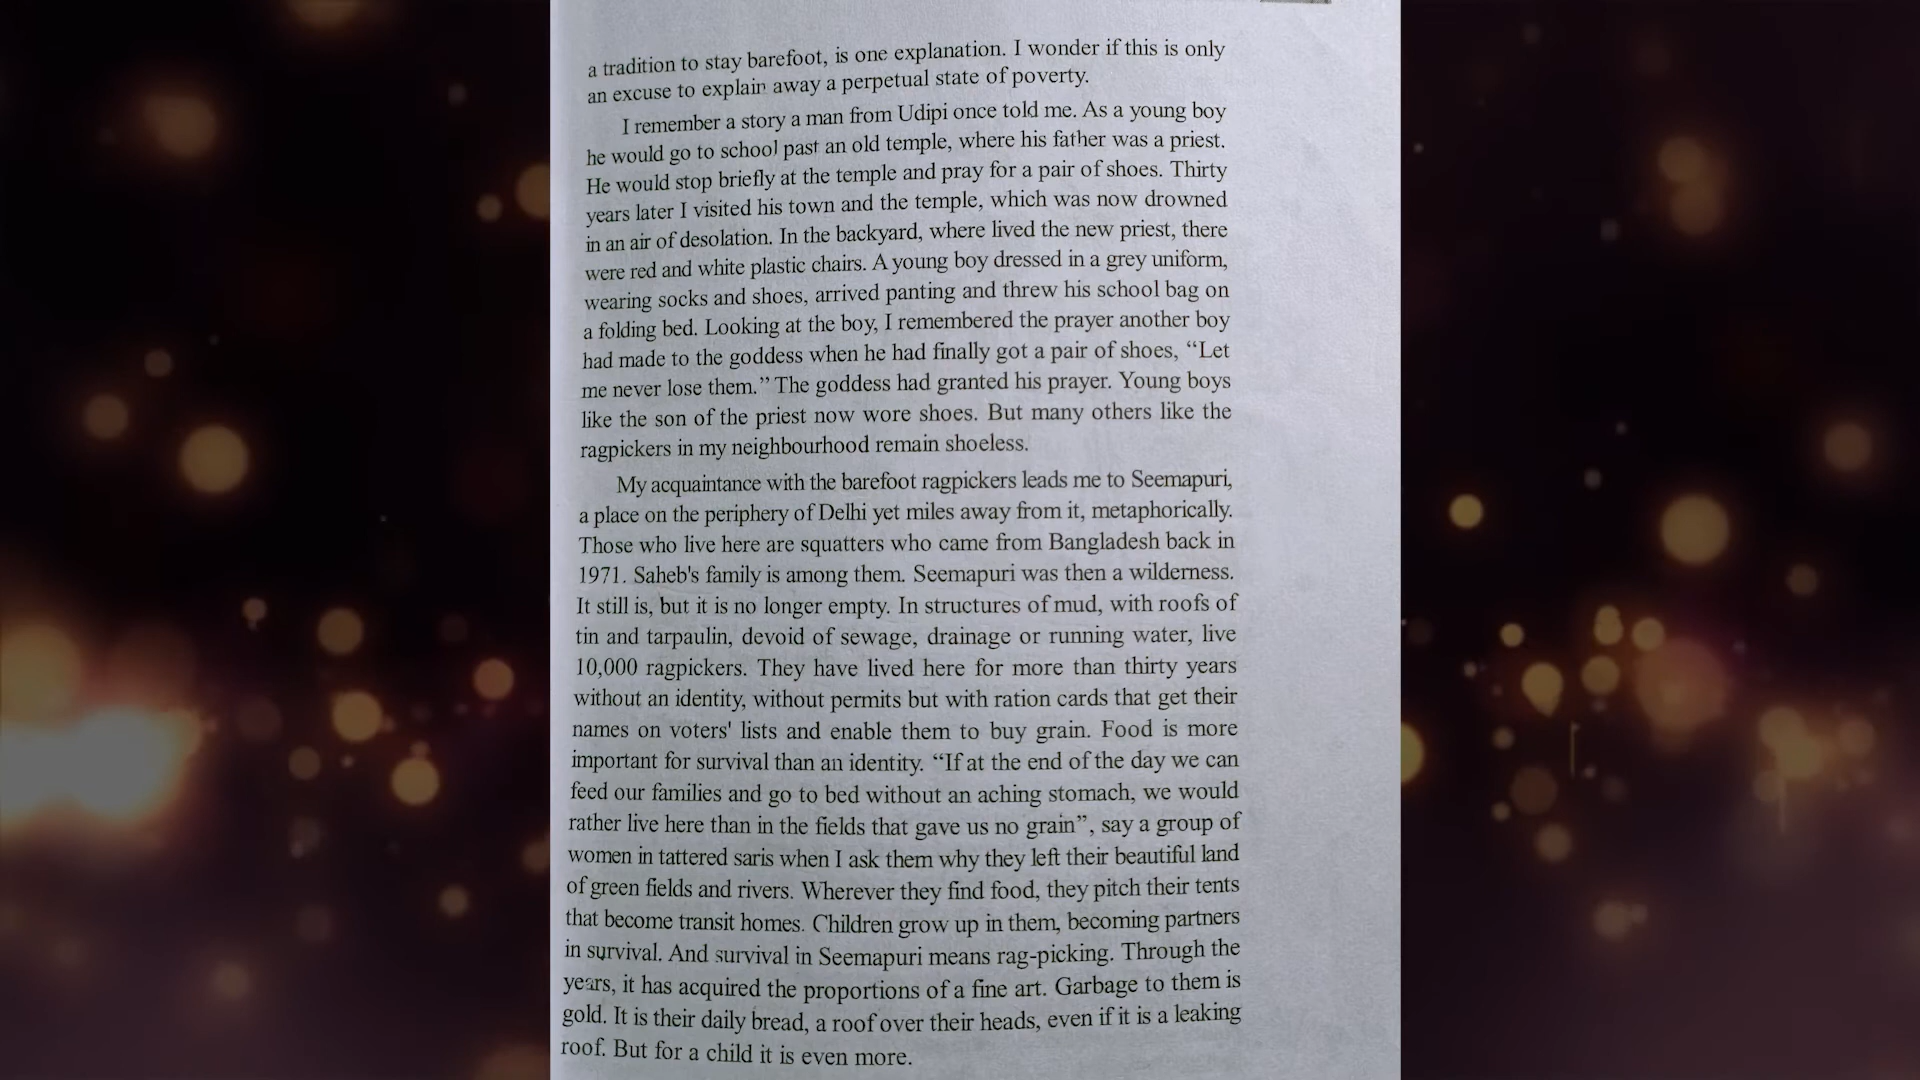 a tradition to stay barefoot, is one explanation. I wonder if this is only
an excuse to explain away a perpetual state of poverty.
I remember a story a man from Udipi once told me. As a young boy
he would go to school past an old temple, where his father was a priest.
He would stop briefly at the temple and pray for a pair of shoes. Thirty
years later I visited his town and the temple, which was now drowned
in an air of desolation. In the backyard, where lived the new priest, there
were red and white plastic chairs. A young boy dressed in a grey uniform,
wearing socks and shoes, arrived panting and threw his school bag on
a folding bed. Looking at the boy, I remembered the prayer another boy
had made to the goddess when he had finally got a pair of shoes, “Let
me never lose them.” The goddess had granted his prayer. Young boys
like the son of the priest now wore shoes. But many others like the
ragpickers in my neighbourhood remain shoeless.
My acquaintance with the barefoot ragpickers leads me to Seemapuri,
a place on the periphery of Delhi yet miles away from it, metaphorically.
Those who live here are squatters who came from Bangladesh back in
1971. Saheb's family is among them. Seemapuri was then a wilderness.
It still is, but it is no longer empty. In structures of mud, with roofs of
tin and tarpaulin, devoid of sewage, drainage or running water, live
10,000 ragpickers. They have lived here for more than thirty years
without an identity, without permits but with ration cards that get their
names on voters' lists and enable them to buy grain. Food is more
important for survival than an identity. “If at the end of the day we can
feed our families and go to bed without an aching stomach, we would
rather live here than in the fields that gave us no grain”, say a group of
women in tattered saris when I ask them why they left their beautiful land
of green fields and rivers. Wherever they find food, they pitch their tents
that become transit homes. Children grow up in them, becoming partners
in survival. And survival in Seemapuri means rag-picking. Through the
years, it has acquired the proportions of a fine art. Garbage to them is
gold. It is their daily bread, a roof over their heads, even if it is a leaking
roof. But for a child it is even more.